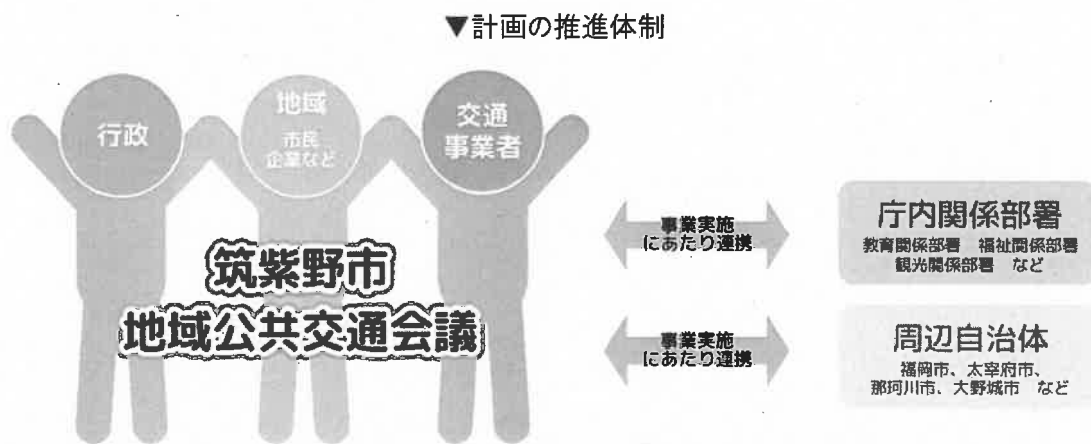 ▼計画の推進体制
行政
地域
市民
企業など
交通
事業者
筑紫野市
地域公共交通会議
事業実施
にあたり連携
庁内関係部署
教育関係部署　福祉関係部署
観光関係部署　など
事業実施
にあたり連携
周辺自治体
福岡市、太宰府市、
那珂川市、大野城市　など